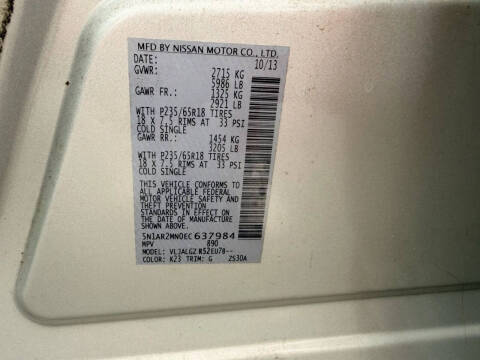 MFD BY NISSAN MOTOR CO., LTD.
DATE: 10/13
GVWR: 2715 KG
5986 LB
GAWR FR.: 1325 KG
2921 LB
WITH P235/65R18 TIRES
18 X 7.5 RIMS AT 33 PSI
COLD SINGLE
GAWR RR.: 1454 KG
3205 LB
WITH P235/65R18 TIRES
18 X 7.5 RIMS AT 33 PSI
COLD SINGLE
THIS VEHICLE CONFORMS TO
ALL APPLICABLE FEDERAL
MOTOR VEHICLE SAFETY AND
THEFT PREVENTION
STANDARDS IN EFFECT ON
THE DATE OF MANUFACTURE
SHOWN ABOVE.
5N1AR2MN0EC637984
MPV 890
MODEL:
COLOR: K23 TRIM: G